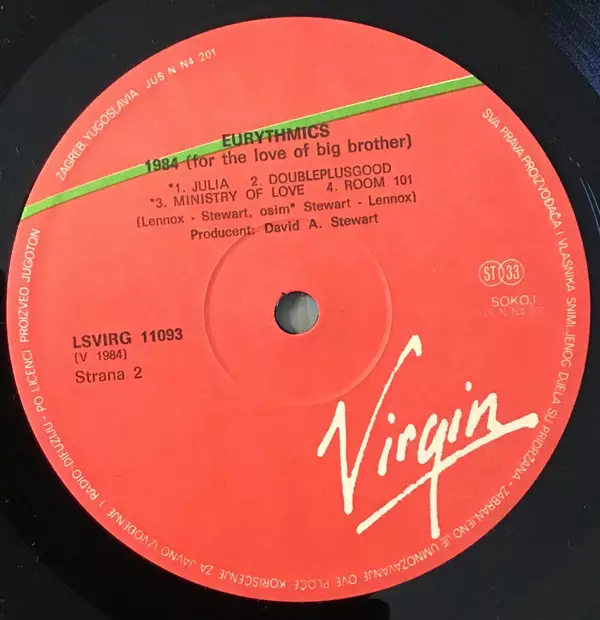 EURYTHMICS
1984 (for the love of big brother)
*1. JULIA 2. DOUBLEPLUSGOOD
*3. MINISTRY OF LOVE 4. ROOM 101
(Lennox - Stewart, osim* Stewart - Lennox)
Producent: David A. Stewart
LSVIRG 11093
(V 1984)
Strana 2
ST 33
SOKOJ
Virgin
PO LICENCI PROIZVEO JUGOTON
ZAGREB, YUGOSLAVIA JUS N N4 201
SVA PRAVA PROIZVOĐAČA I VLASNIKA SNIMLJENOG DJELA SU PRIDRŽANA - ZABRANJENO JE UMNOŽAVANJE OVE PLOČE, KORIŠĆENJE ZA JAVNO IZVOĐENJE I RADIO-DIFUZIJU -